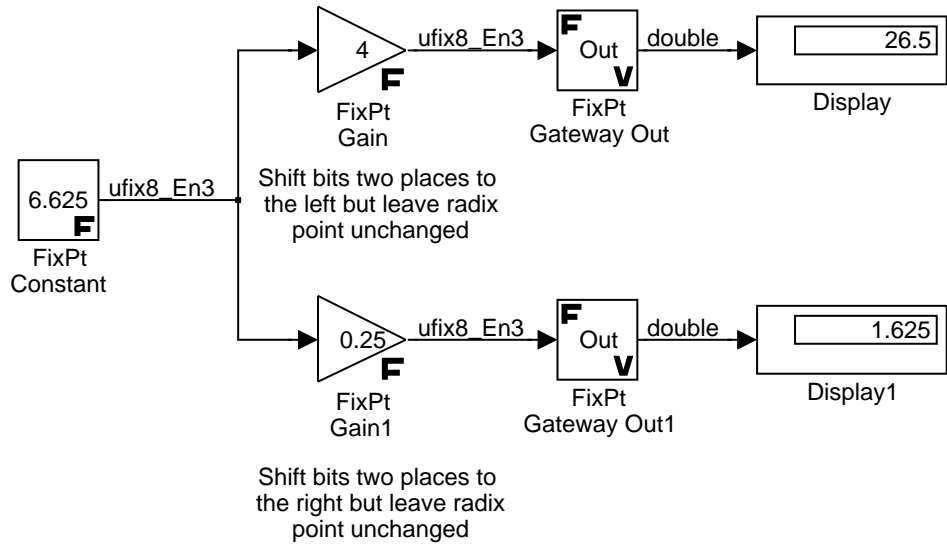 4
F
ufix8_En3
F
Out
V
double
26.5
FixPt
Gain
FixPt
Gateway Out
Display
6.625
F
ufix8_En3
FixPt
Constant
Shift bits two places to
the left but leave radix
point unchanged
0.25
F
ufix8_En3
F
Out
V
double
1.625
FixPt
Gain1
FixPt
Gateway Out1
Display1
Shift bits two places to
the right but leave radix
point unchanged